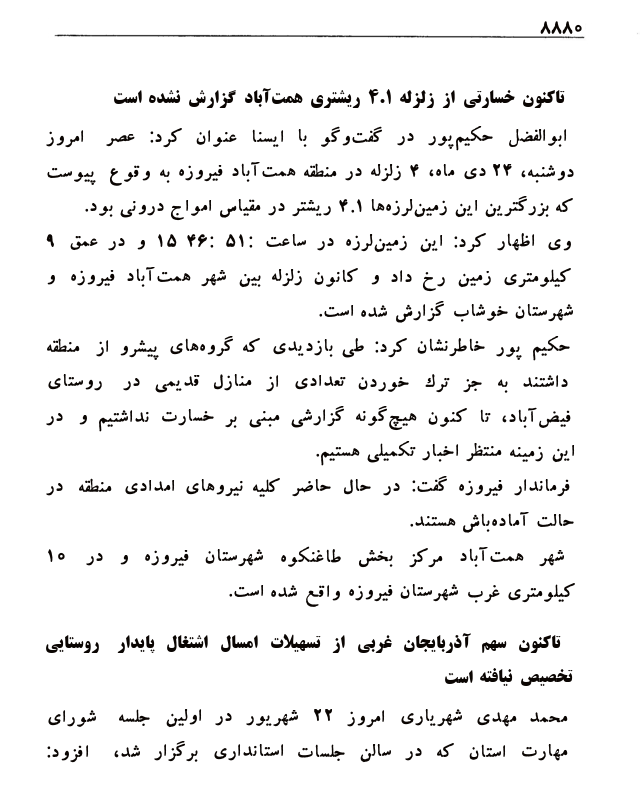 ۸۸۸۰
تاکنون خسارتی از زلزله ۴.۱ ریشتری همت‌آباد گزارش نشده است
ابوالفضل حکیم‌پور در گفت‌وگو با ایسنا عنوان کرد: عصر امروز
دوشنبه، ۲۴ دی ماه، ۴ زلزله در منطقه همت‌آباد فیروزه به وقوع پیوست
که بزرگترین این زمین‌لرزه‌ها ۴.۱ ریشتر در مقیاس امواج درونی بود.
وی اظهار کرد: این زمین‌لرزه در ساعت :۵۱ :۴۶ ۱۵ و در عمق ۹
کیلومتری زمین رخ داد و کانون زلزله بین شهر همت‌آباد فیروزه و
شهرستان خوشاب گزارش شده است.
حکیم پور خاطرنشان کرد: طی بازدیدی که گروه‌های پیشرو از منطقه
داشتند به جز ترك خوردن تعدادی از منازل قدیمی در روستای
فیض‌آباد، تا کنون هیچ‌گونه گزارشی مبنی بر خسارت نداشتیم و در
این زمینه منتظر اخبار تکمیلی هستیم.
فرماندار فیروزه گفت: در حال حاضر کلیه نیروهای امدادی منطقه در
حالت آماده‌باش هستند.
شهر همت‌آباد مرکز بخش طاغنکوه شهرستان فیروزه و در ۱۰
کیلومتری غرب شهرستان فیروزه واقع شده است.
تاکنون سهم آذربایجان غربی از تسهیلات امسال اشتغال پایدار روستایی
تخصیص نیافته است
محمد مهدی شهریاری امروز ۲۲ شهریور در اولین جلسه شورای
مهارت استان که در سالن جلسات استانداری برگزار شد، افزود: